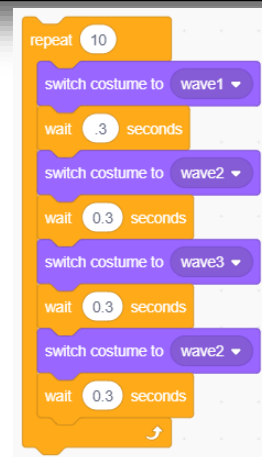 repeat 10
switch costume to wave1
wait .3 seconds
switch costume to wave2
wait 0.3 seconds
switch costume to wave3
wait 0.3 seconds
switch costume to wave2
wait 0.3 seconds